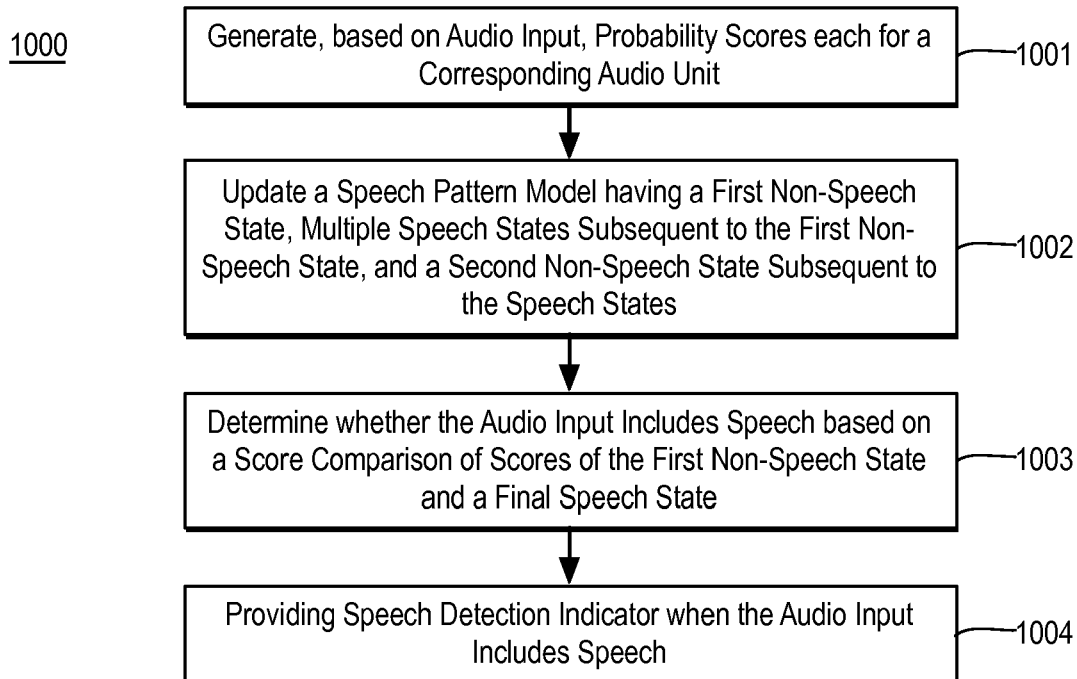 1000
Generate, based on Audio Input, Probability Scores each for a
Corresponding Audio Unit
1001
Update a Speech Pattern Model having a First Non-Speech
State, Multiple Speech States Subsequent to the First Non-
Speech State, and a Second Non-Speech State Subsequent to
the Speech States
1002
Determine whether the Audio Input Includes Speech based on
a Score Comparison of Scores of the First Non-Speech State
and a Final Speech State
1003
Providing Speech Detection Indicator when the Audio Input
Includes Speech
1004